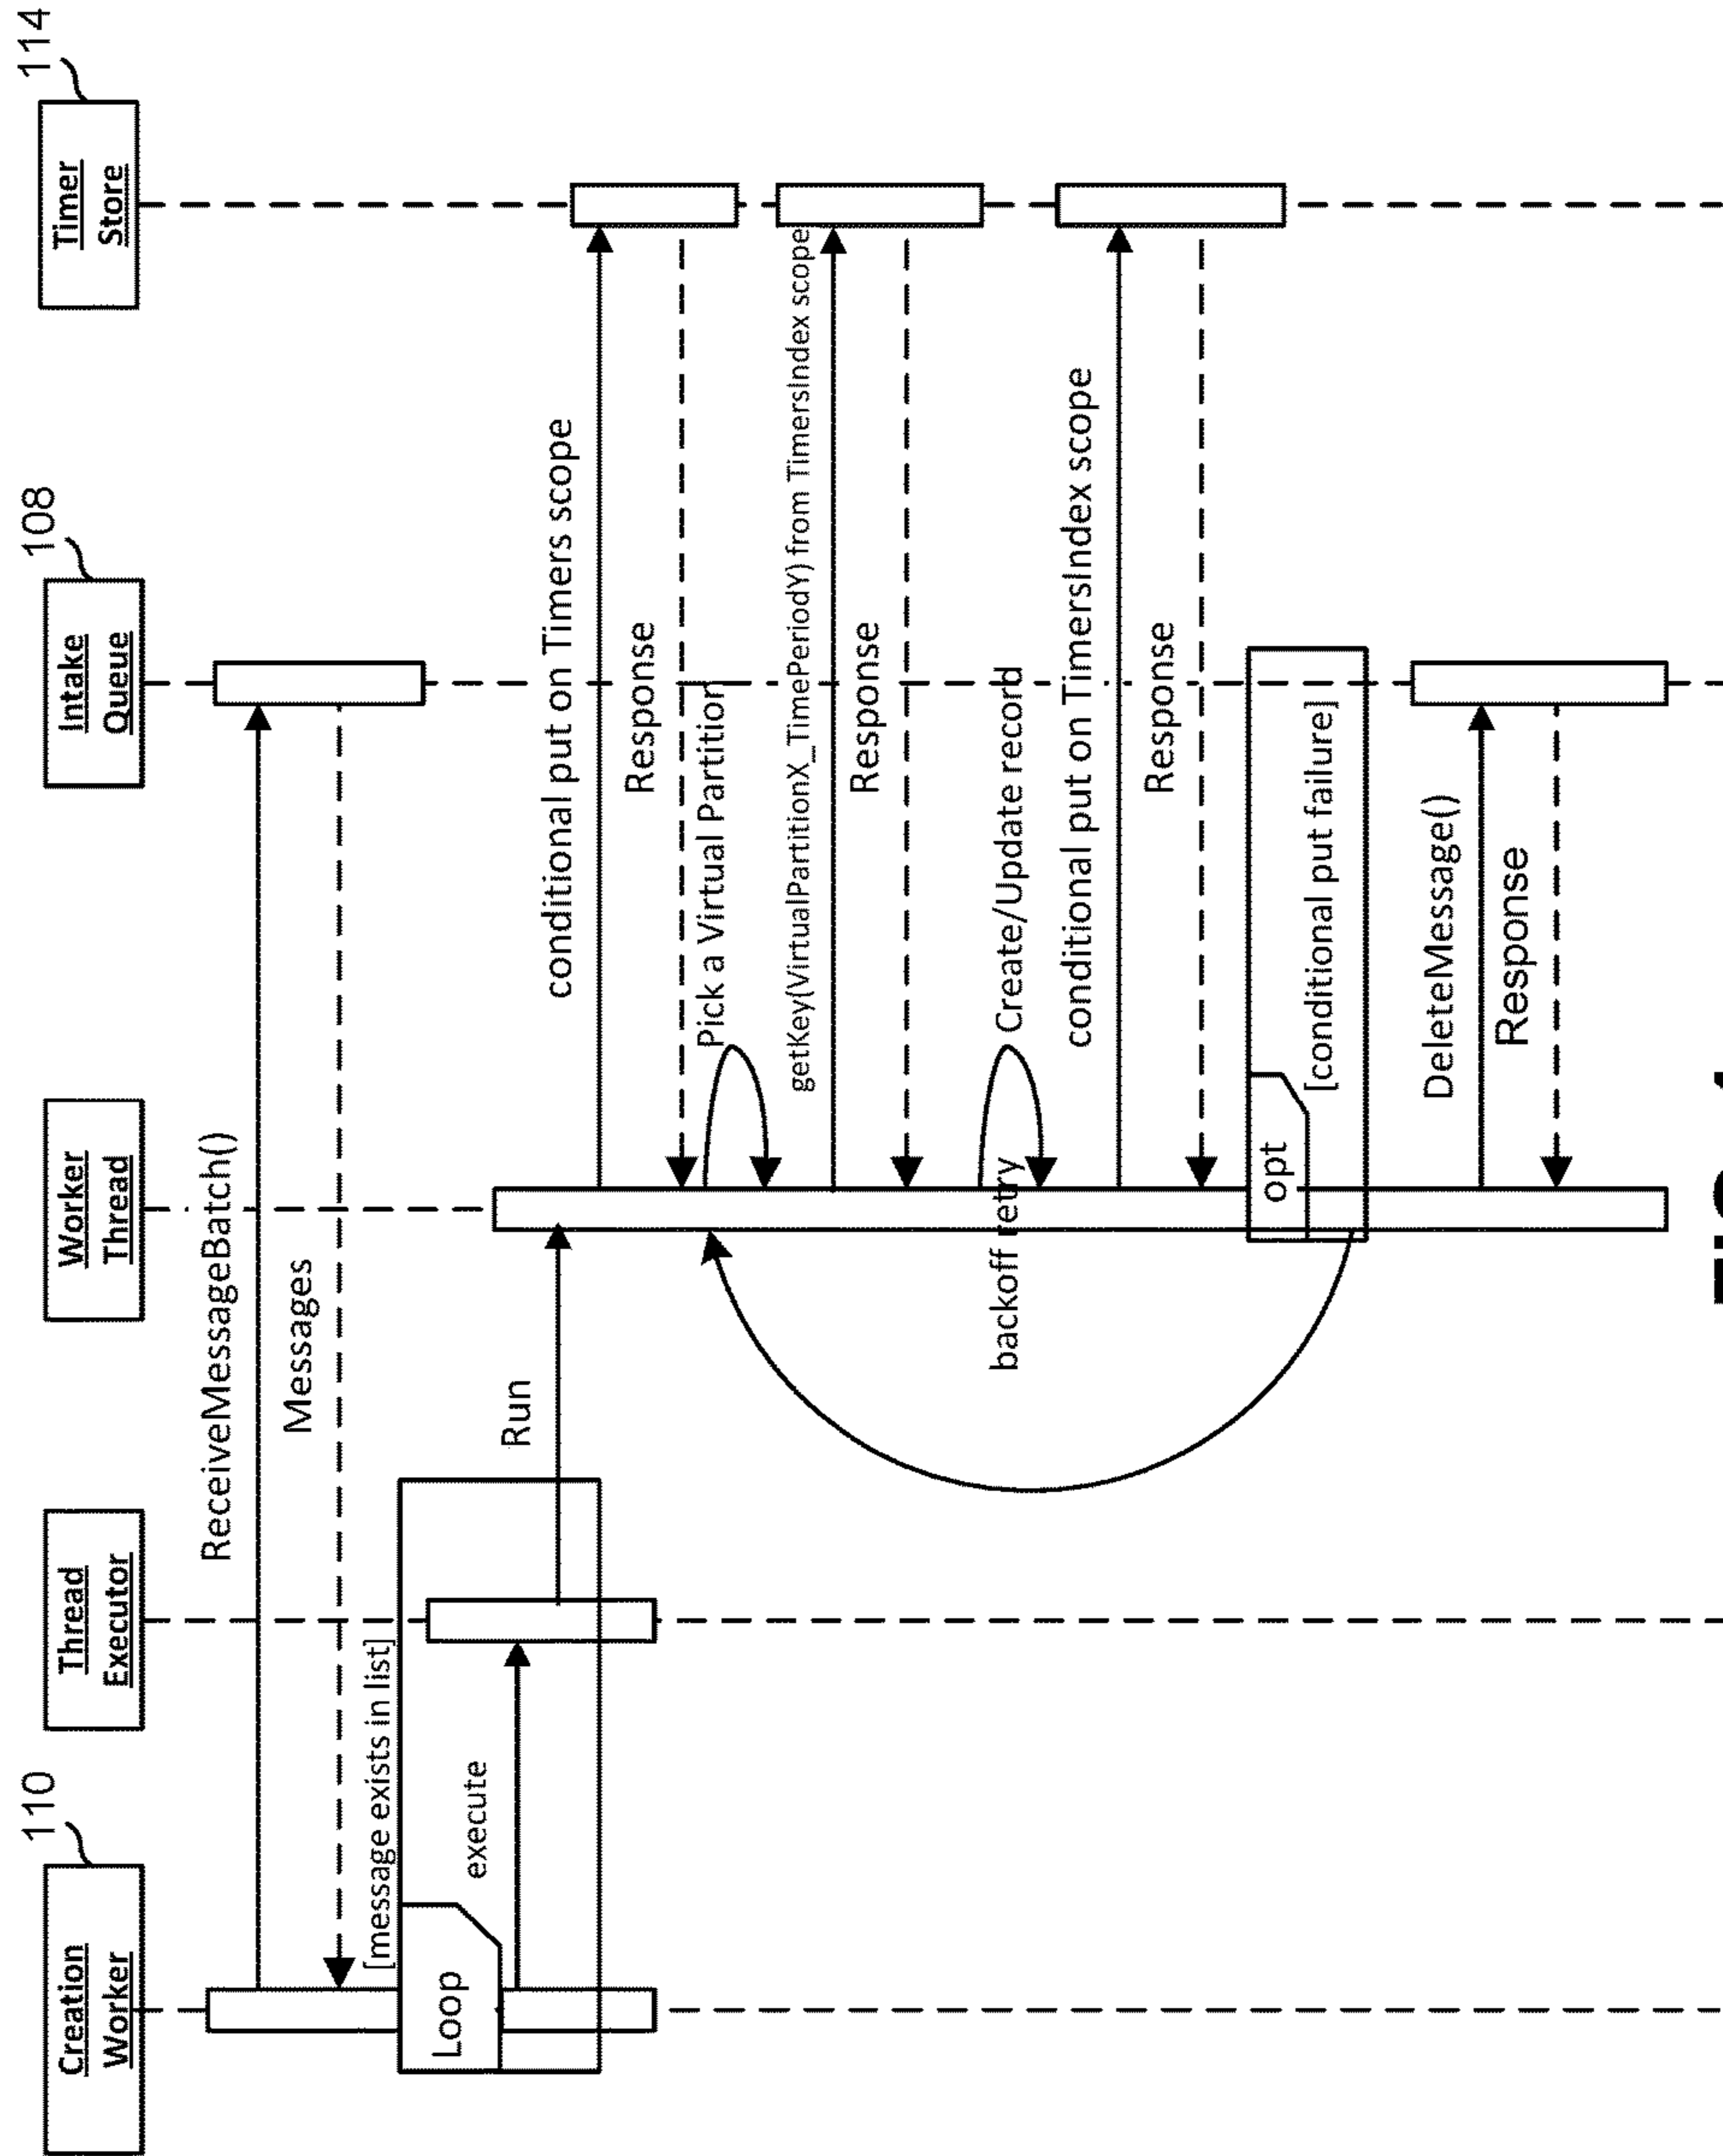 110
108
114
Creation
Worker
Thread
Executor
Worker
Thread
Intake
Queue
Timer
Store
ReceiveMessageBatch()
Messages
[message exists in list]
Loop
execute
Run
conditional put on Timers scope
Response
Pick a Virtual Partition
getKey(VirtualPartitionX_TimePeriodY) from TimersIndex scope
Response
backoff retry
Create/Update record
conditional put on TimersIndex scope
Response
opt
[conditional put failure]
DeleteMessage()
Response